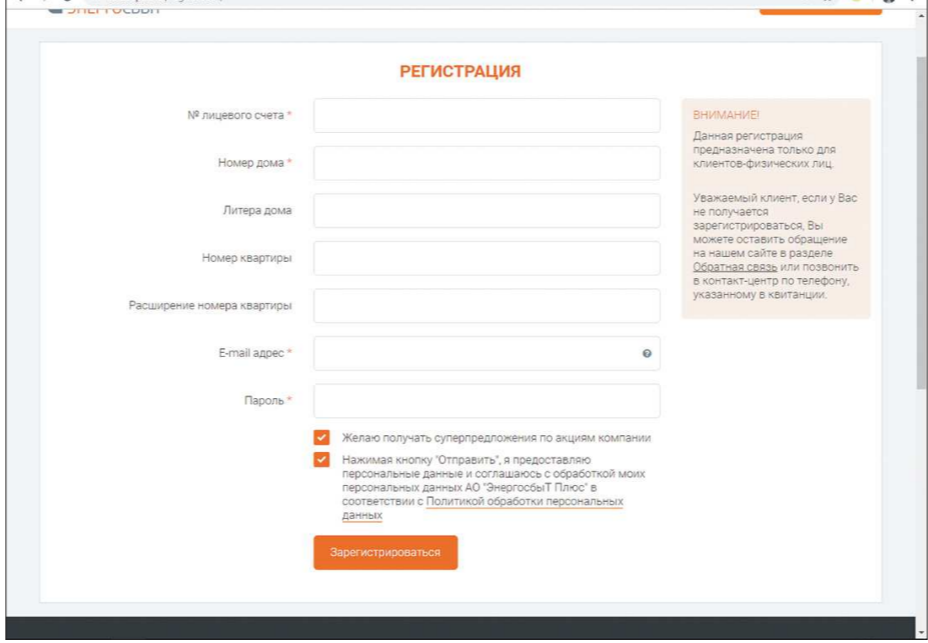 РЕГИСТРАЦИЯ
№ лицевого счета *
Номер дома *
Литера дома
Номер квартиры
Расширение номера квартиры
E-mail адрес *
Пароль *
Желаю получать суперпредложения по акциям компании
Нажимая кнопку "Отправить", я предоставляю
персональные данные и соглашаюсь с обработкой моих
персональных данных АО "ЭнергосбыТ Плюс" в
соответствии с Политикой обработки персональных
данных
Зарегистрироваться
ВНИМАНИЕ!
Данная регистрация
предназначена только для
клиентов-физических лиц.
Уважаемый клиент, если у Вас
не получается
зарегистрироваться, Вы
можете оставить обращение
на нашем сайте в разделе
Обратная связь или позвонить
в контакт-центр по телефону,
указанному в квитанции.